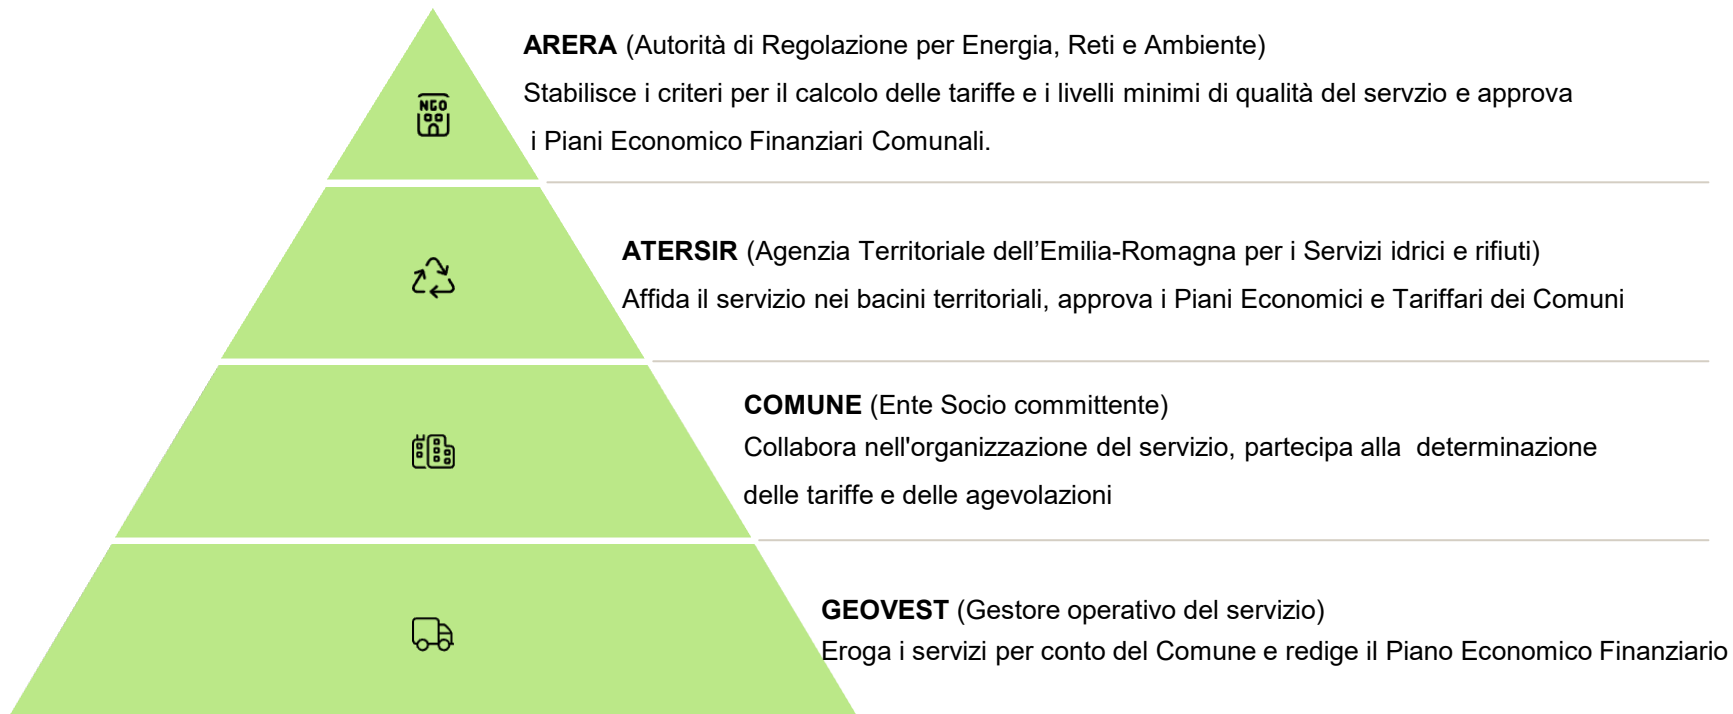 ARERA (Autorità di Regolazione per Energia, Reti e Ambiente)
Stabilisce i criteri per il calcolo delle tariffe e i livelli minimi di qualità del servzio e approva
i Piani Economico Finanziari Comunali.
NGO
ATERSIR (Agenzia Territoriale dell’Emilia-Romagna per i Servizi idrici e rifiuti)
Affida il servizio nei bacini territoriali, approva i Piani Economici e Tariffari dei Comuni
COMUNE (Ente Socio committente)
Collabora nell'organizzazione del servizio, partecipa alla  determinazione
delle tariffe e delle agevolazioni
GEOVEST (Gestore operativo del servizio)
Eroga i servizi per conto del Comune e redige il Piano Economico Finanziario